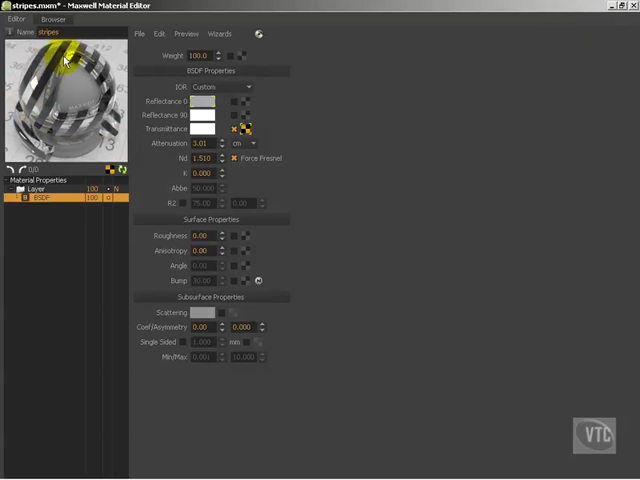 stripes.mxm* - Maxwell Material Editor
Editor Browser
Name stripes
File Edit Preview Wizards
Weight 100.0
BSDF Properties
IOR Custom
Reflectance 0
Reflectance 90
Transmittance
Attenuation 3.01 cm
Nd 1.510 Force Fresnel
K 0.000
Abbe 50.000
R2 75.00 0.00
0/0
Material Properties
Layer 100 N
B BSDF 100
Surface Properties
Roughness 0.00
Anisotropy 0.00
Angle 0.00
Bump 30.00
Subsurface Properties
Scattering
Coef/Asymmetry 0.00 0.000
Single Sided 1.000 mm
Min/Max 0.001 10.000
VTC